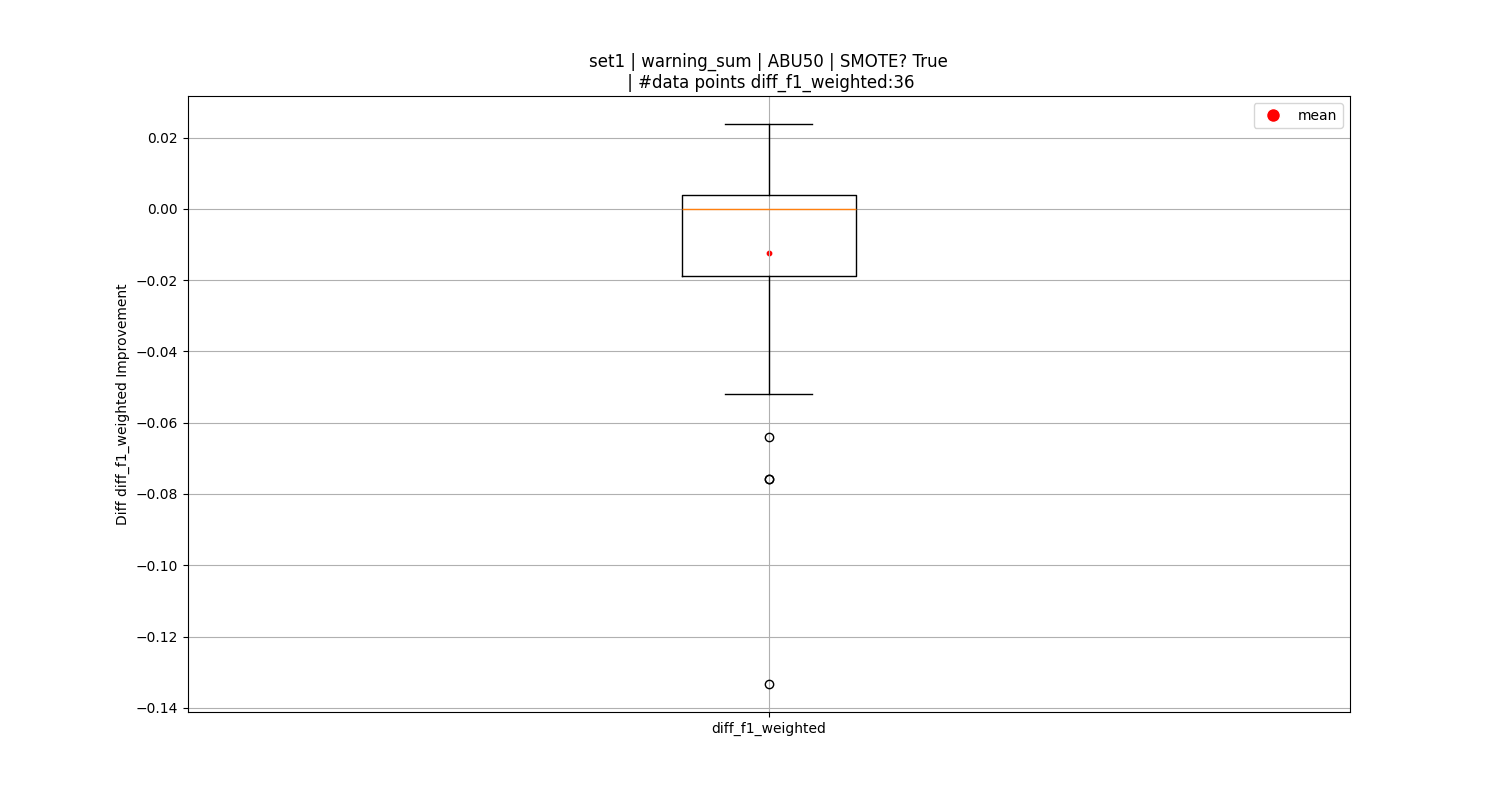 set1 | warning_sum | ABU50 | SMOTE? True
| #data points diff_f1_weighted:36
mean
0.02
0.00
−0.02
−0.04
−0.06
−0.08
−0.10
−0.12
−0.14
Diff diff_f1_weighted Improvement
diff_f1_weighted